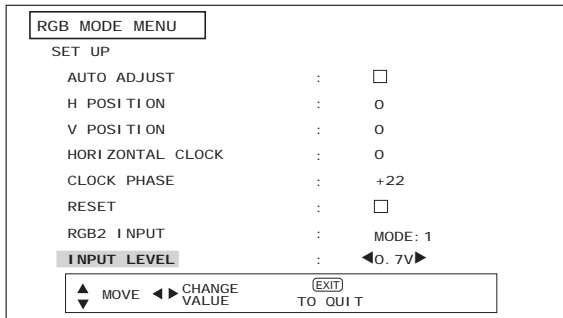 RGB MODE MENU
SET UP
AUTO ADJUST : □
H POSITION : 0
V POSITION : 0
HORIZONTAL CLOCK : 0
CLOCK PHASE : +22
RESET : □
RGB2 INPUT : MODE: 1
INPUT LEVEL : ◀0.7V▶
▲▼ MOVE ◀▶ CHANGE VALUE EXIT TO QUIT